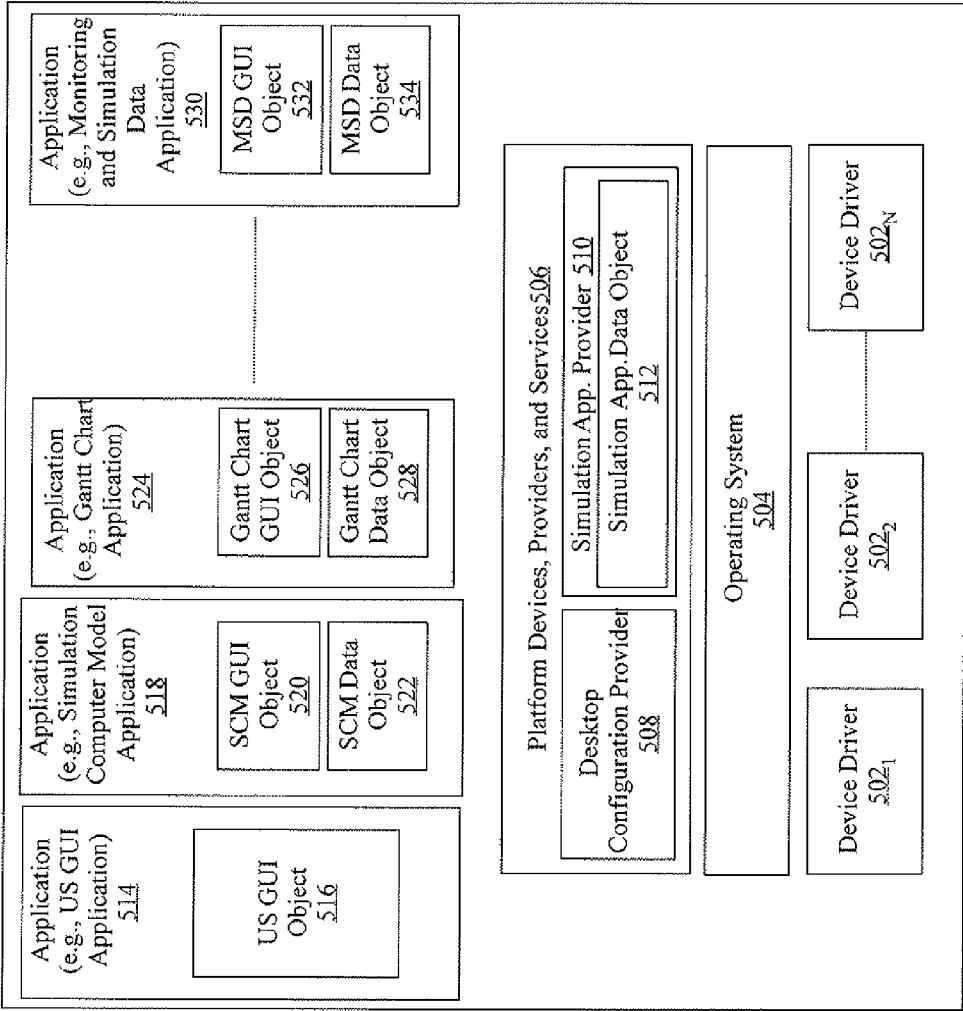 Application
(e.g., US GUI
Application)
514
US GUI
Object
516
Application
(e.g., Simulation
Computer Model
Application)
518
SCM GUI
Object
520
SCM Data
Object
522
Application
(e.g., Gantt Chart
Application)
524
Gantt Chart
GUI Object
526
Gantt Chart
Data Object
528
Application
(e.g., Monitoring
and Simulation
Data
Application)
530
MSD GUI
Object
532
MSD Data
Object
534
Platform Devices, Providers, and Services506
Desktop
Configuration Provider
508
Simulation App. Provider 510
Simulation App.Data Object
512
Operating System
504
Device Driver
502₁
Device Driver
502₂
Device Driver
502N